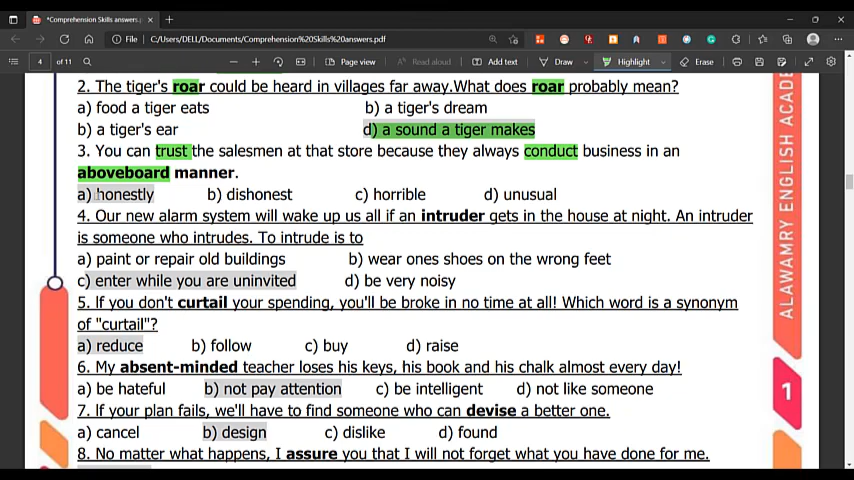 *Comprehension Skills answers.p
File
C:/Users/DELL/Documents/Comprehension%20Skills%20answers.pdf
4 of 11
Page view
Read aloud
Add text
Draw
Highlight
Erase
2. The tiger's roar could be heard in villages far away.What does roar probably mean?
a) food a tiger eats b) a tiger's dream
b) a tiger's ear d) a sound a tiger makes
3. You can trust the salesmen at that store because they always conduct business in an
aboveboard manner.
a) honestly b) dishonest c) horrible d) unusual
4. Our new alarm system will wake up us all if an intruder gets in the house at night. An intruder
is someone who intrudes. To intrude is to
a) paint or repair old buildings b) wear ones shoes on the wrong feet
c) enter while you are uninvited d) be very noisy
5. If you don't curtail your spending, you'll be broke in no time at all! Which word is a synonym
of "curtail"?
a) reduce b) follow c) buy d) raise
6. My absent-minded teacher loses his keys, his book and his chalk almost every day!
a) be hateful b) not pay attention c) be intelligent d) not like someone
7. If your plan fails, we'll have to find someone who can devise a better one.
a) cancel b) design c) dislike d) found
8. No matter what happens, I assure you that I will not forget what you have done for me.
ALAWAMRY ENGLISH ACADE
1